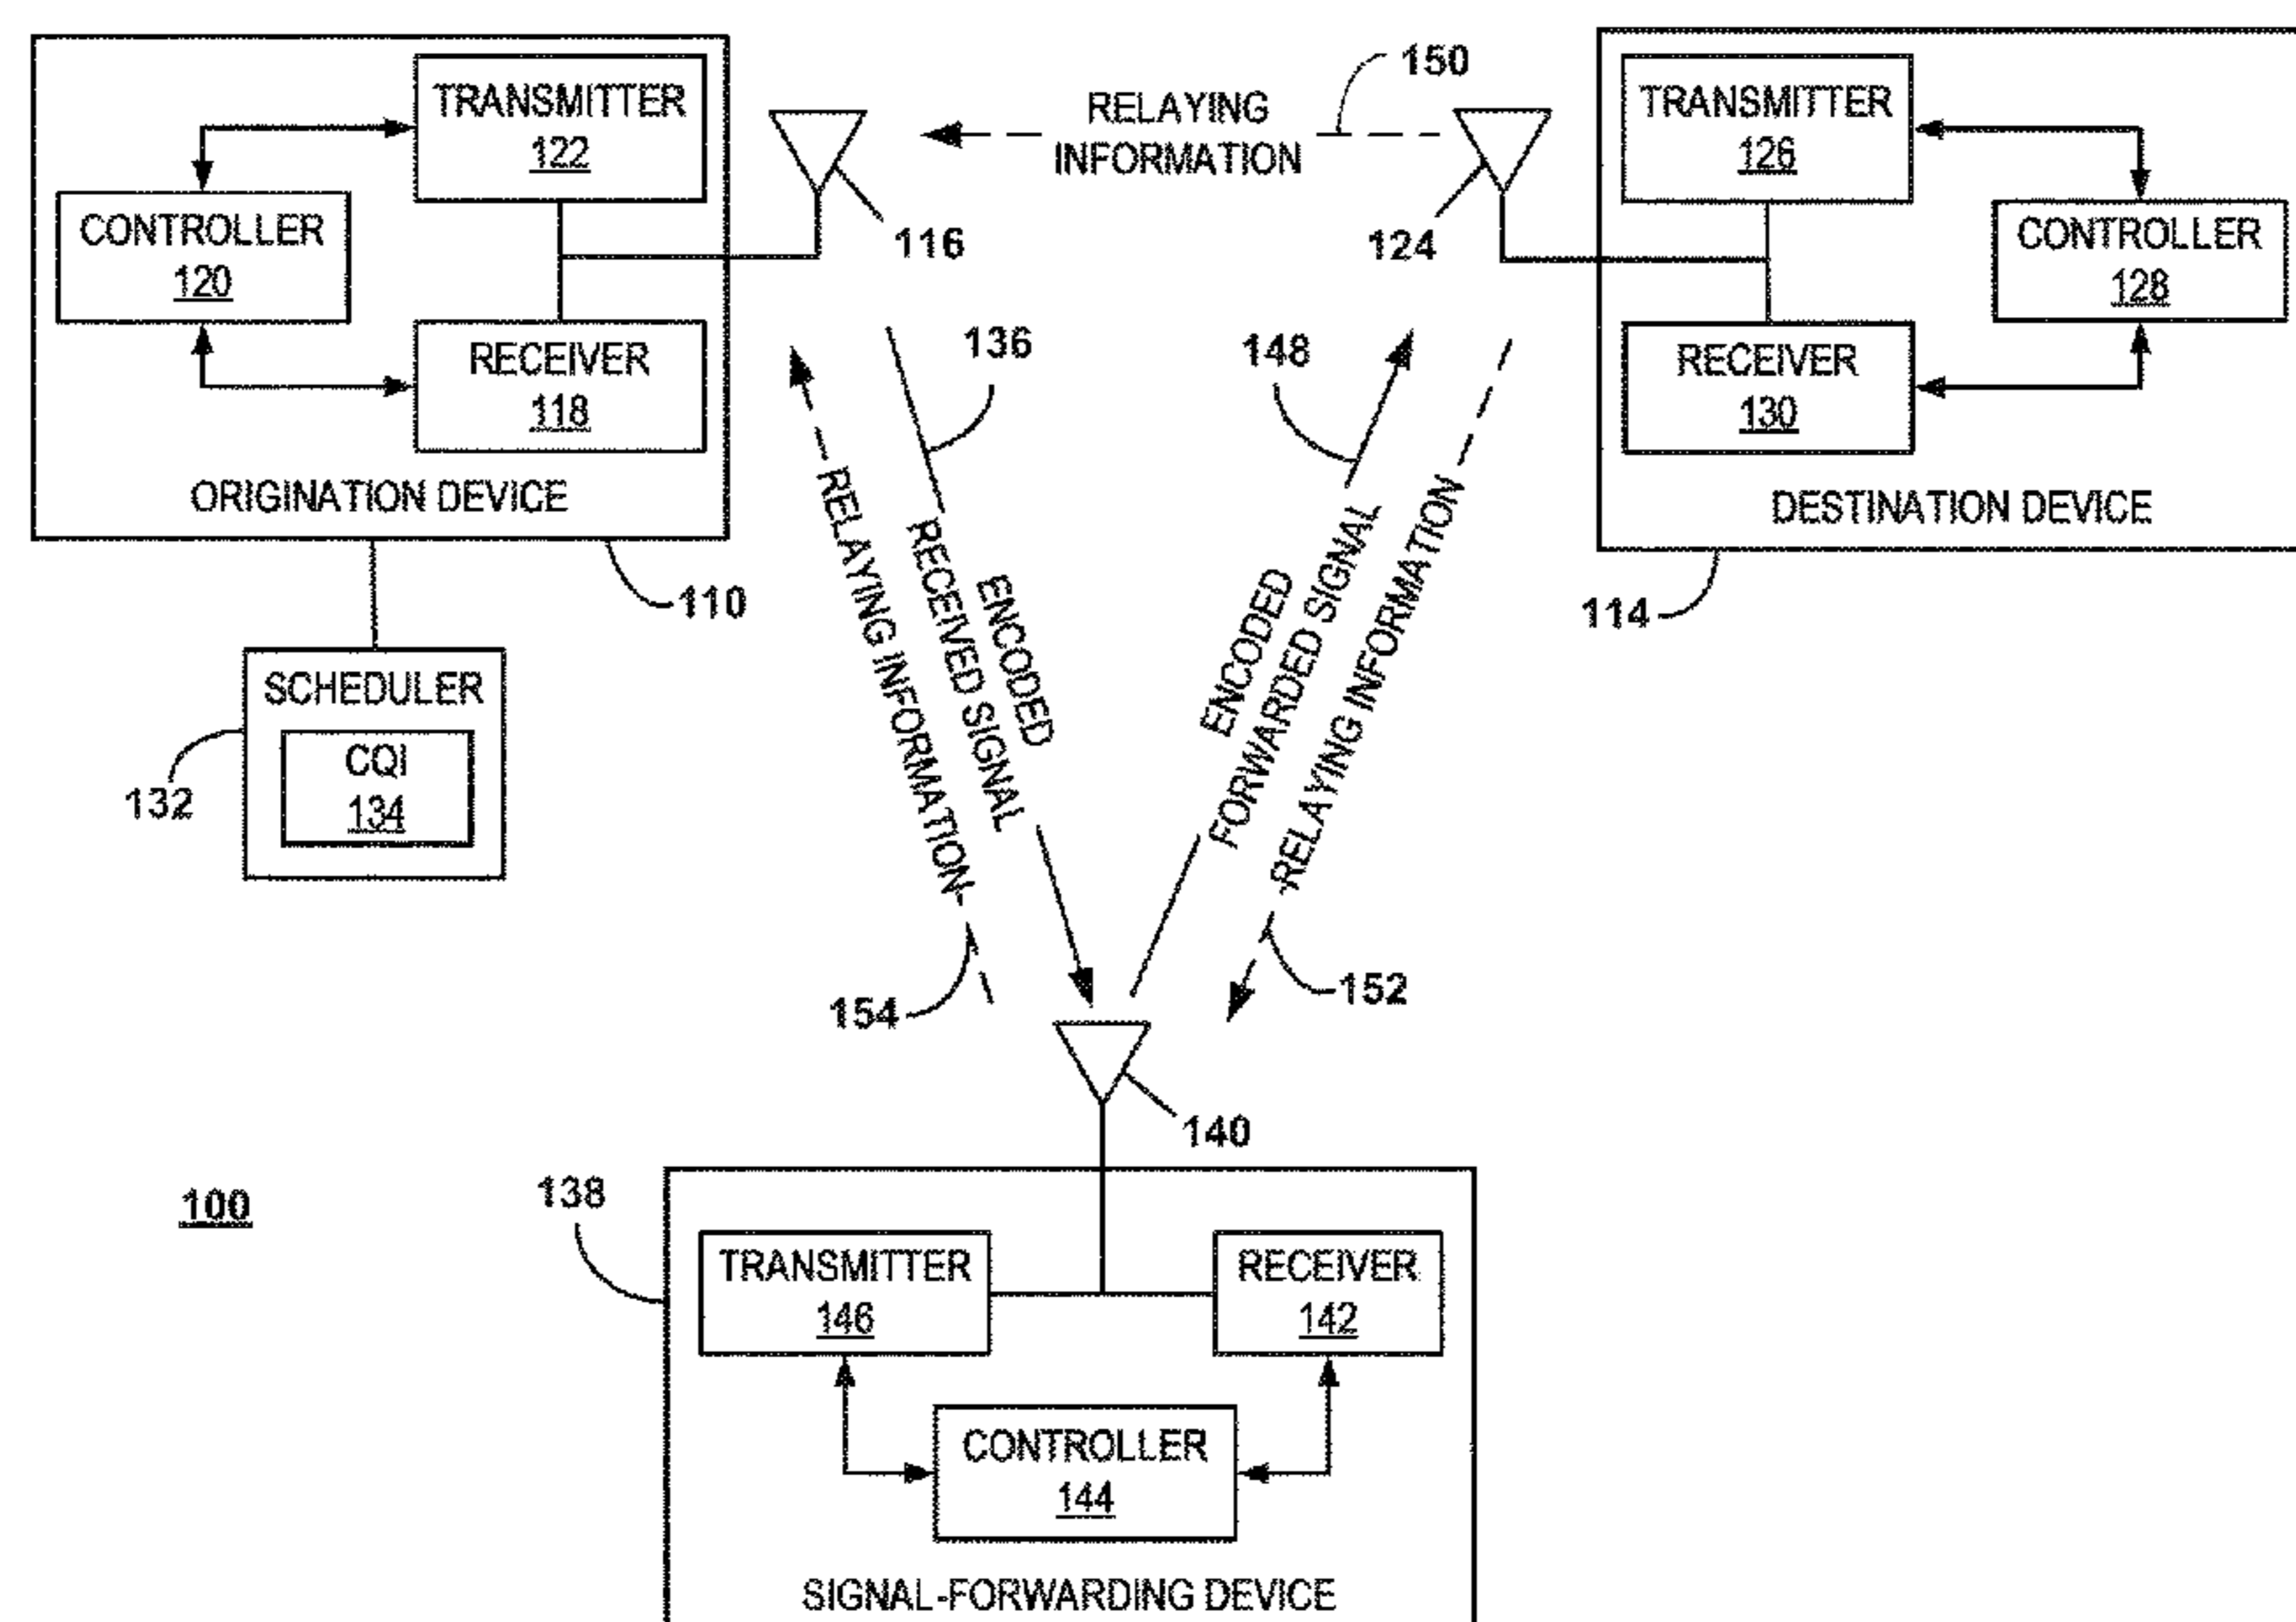 TRANSMITTER
122
CONTROLLER
120
RECEIVER
118
ORIGINATION DEVICE
110
116
RELAYING
INFORMATION
150
124
TRANSMITTER
126
CONTROLLER
128
RECEIVER
130
DESTINATION DEVICE
114
SCHEDULER
CQI
134
132
136
148
RELAYING INFORMATION
ENCODED
RECEIVED SIGNAL
ENCODED
FORWARDED SIGNAL
RELAYING INFORMATION
154
152
140
100
138
TRANSMITTER
146
RECEIVER
142
CONTROLLER
144
SIGNAL-FORWARDING DEVICE